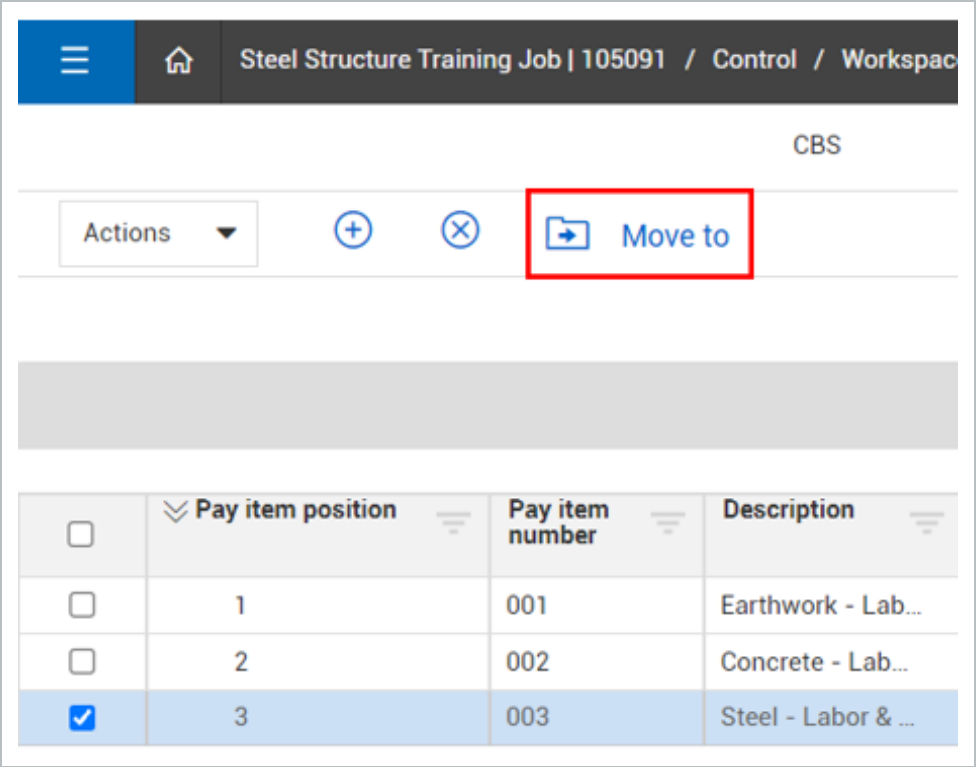 Steel Structure Training Job | 105091 / Control / Workspac
CBS
Actions Move to
Pay item position Pay item number Description
1 001 Earthwork - Lab...
2 002 Concrete - Lab...
3 003 Steel - Labor & ...